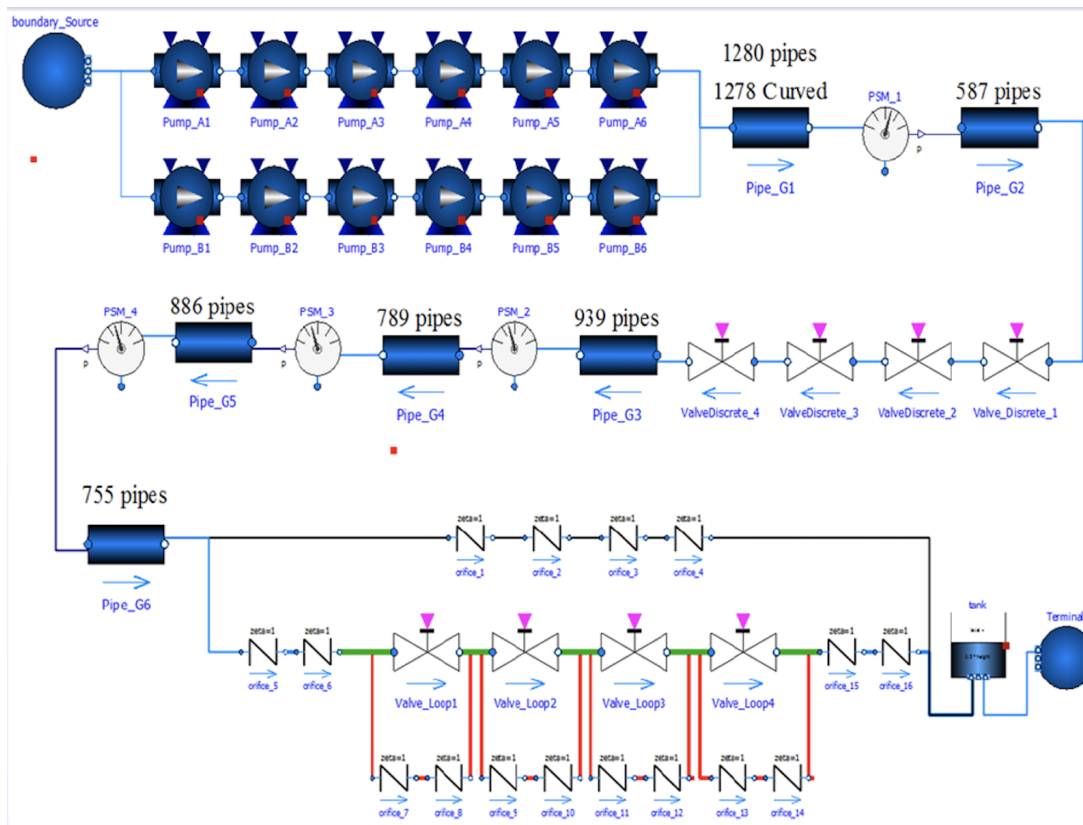 boundary_Source
Pump_A1
Pump_A2
Pump_A3
Pump_A4
Pump_A5
Pump_A6
1280 pipes
1278 Curved
Pipe_G1
PSM_1
p
587 pipes
Pipe_G2
Pump_B1
Pump_B2
Pump_B3
Pump_B4
Pump_B5
Pump_B6
PSM_4
p
886 pipes
Pipe_G5
PSM_3
p
789 pipes
Pipe_G4
PSM_2
p
939 pipes
Pipe_G3
ValveDiscrete_4
ValveDiscrete_3
ValveDiscrete_2
Valve_Discrete_1
755 pipes
Pipe_G6
zeta=1
zeta=1
zeta=1
zeta=1
orifice_1
orifice_2
orifice_3
orifice_4
zeta=1
zeta=1
orifice_5
orifice_6
Valve_Loop1
Valve_Loop2
Valve_Loop3
Valve_Loop4
zeta=1
zeta=1
orifice_15
orifice_16
tank
Terminal
zeta=1
zeta=1
zeta=1
zeta=1
zeta=1
zeta=1
zeta=1
zeta=1
orifice_7
orifice_8
orifice_9
orifice_10
orifice_11
orifice_12
orifice_13
orifice_14